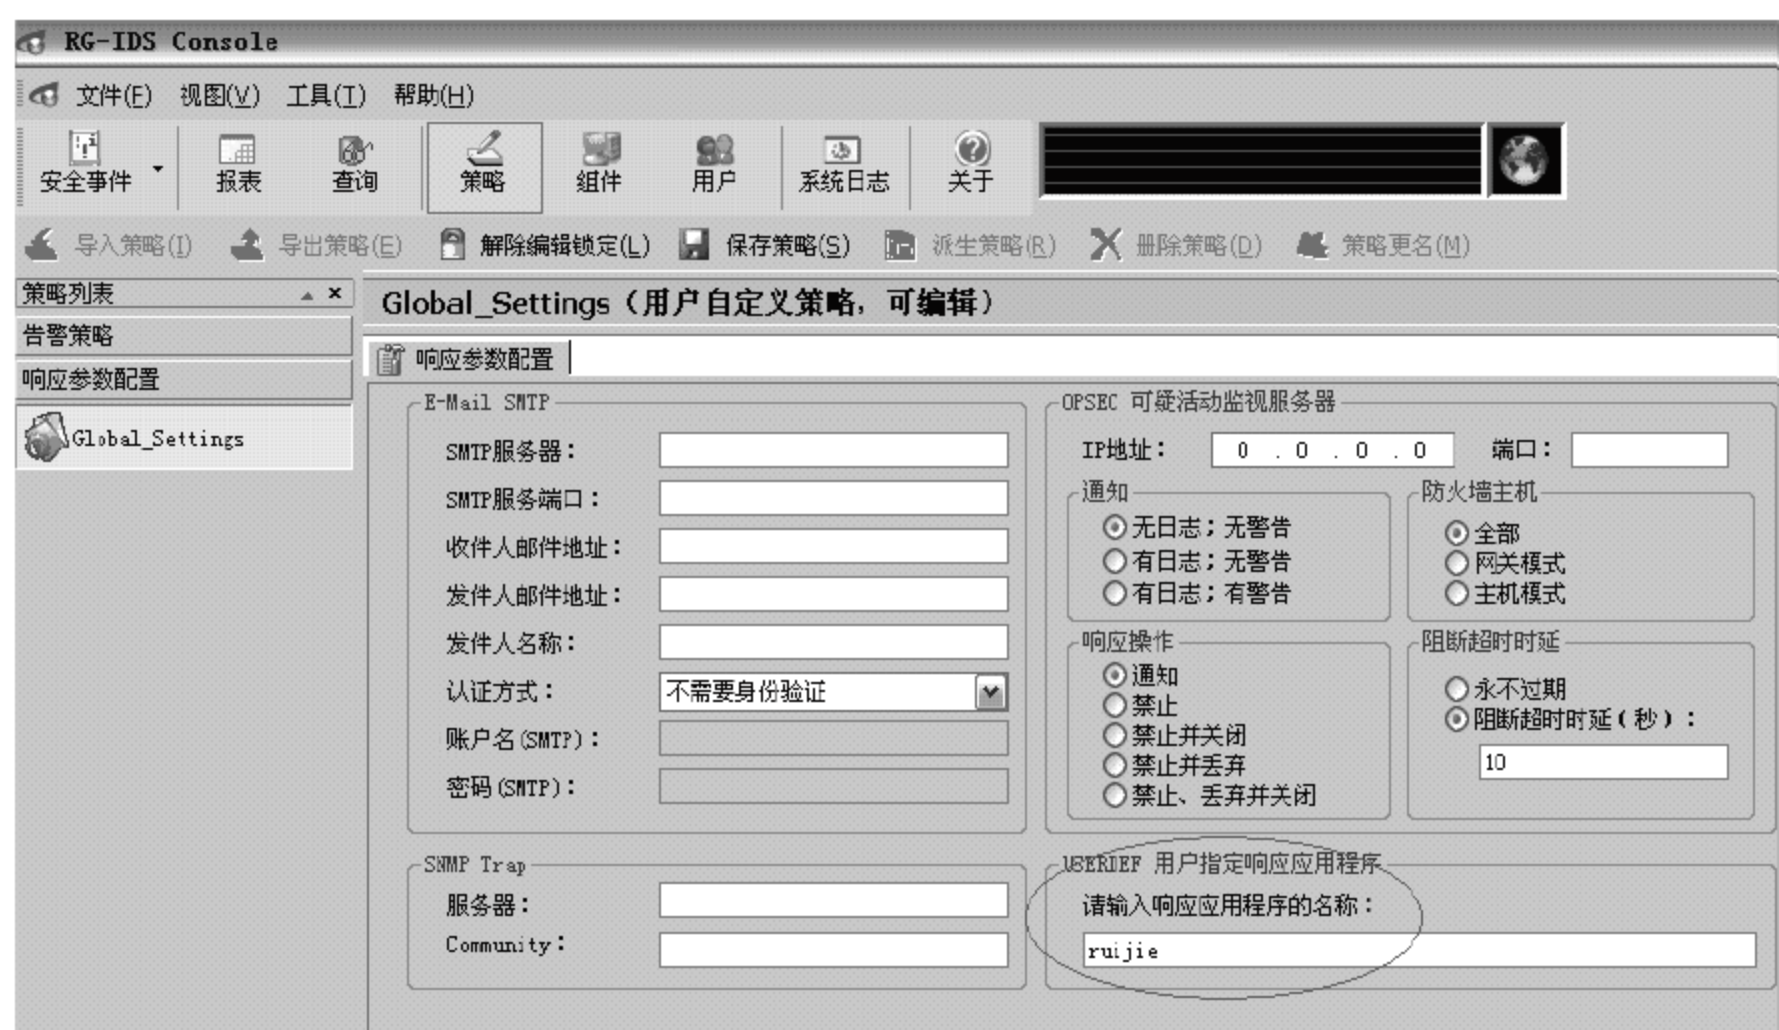 RG-IDS Console
文件(F) 视图(V) 工具(T) 帮助(H)
安全事件 报表 查询 策略 组件 用户 系统日志 关于
导入策略(I) 导出策略(E) 解除编辑锁定(L) 保存策略(S) 派生策略(R) 删除策略(D) 策略更名(M)
策略列表
告警策略
响应参数配置
Global_Settings
Global_Settings（用户自定义策略，可编辑）
响应参数配置
E-Mail SMTP
SMTP服务器：
SMTP服务端口：
收件人邮件地址：
发件人邮件地址：
发件人名称：
认证方式： 不需要身份验证
账户名(SMTP)：
密码(SMTP)：
SNMP Trap
服务器：
Community：
OPSEC 可疑活动监视服务器
IP地址： 0 . 0 . 0 . 0 端口：
通知
无日志；无警告
有日志；无警告
有日志；有警告
防火墙主机
全部
网关模式
主机模式
响应操作
通知
禁止
禁止并关闭
禁止并丢弃
禁止、丢弃并关闭
阻断超时时延
永不过期
阻断超时时延(秒)：
10
USERDEF 用户指定响应应用程序
请输入响应应用程序的名称：
ruijie